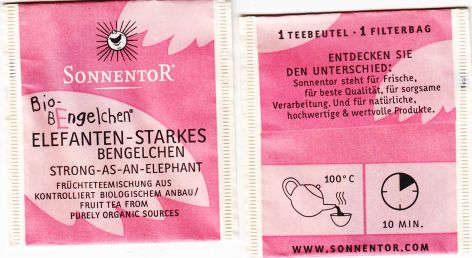 SONNENTOR®
Bio-
BEngelchen®
ELEFANTEN-STARKES
BENGELCHEN
STRONG-AS-AN-ELEPHANT
FRÜCHTETEEMISCHUNG AUS
KONTROLLIERT BIOLOGISCHEM ANBAU/
FRUIT TEA FROM
PURELY ORGANIC SOURCES
1 TEEBEUTEL · 1 FILTERBAG
ENTDECKEN SIE
DEN UNTERSCHIED:
Sonnentor steht für Frische,
für beste Qualität, für sorgsame
Verarbeitung. Und für natürliche,
hochwertige & wertvolle Produkte.
100°C
10 MIN.
WWW.SONNENTOR.COM